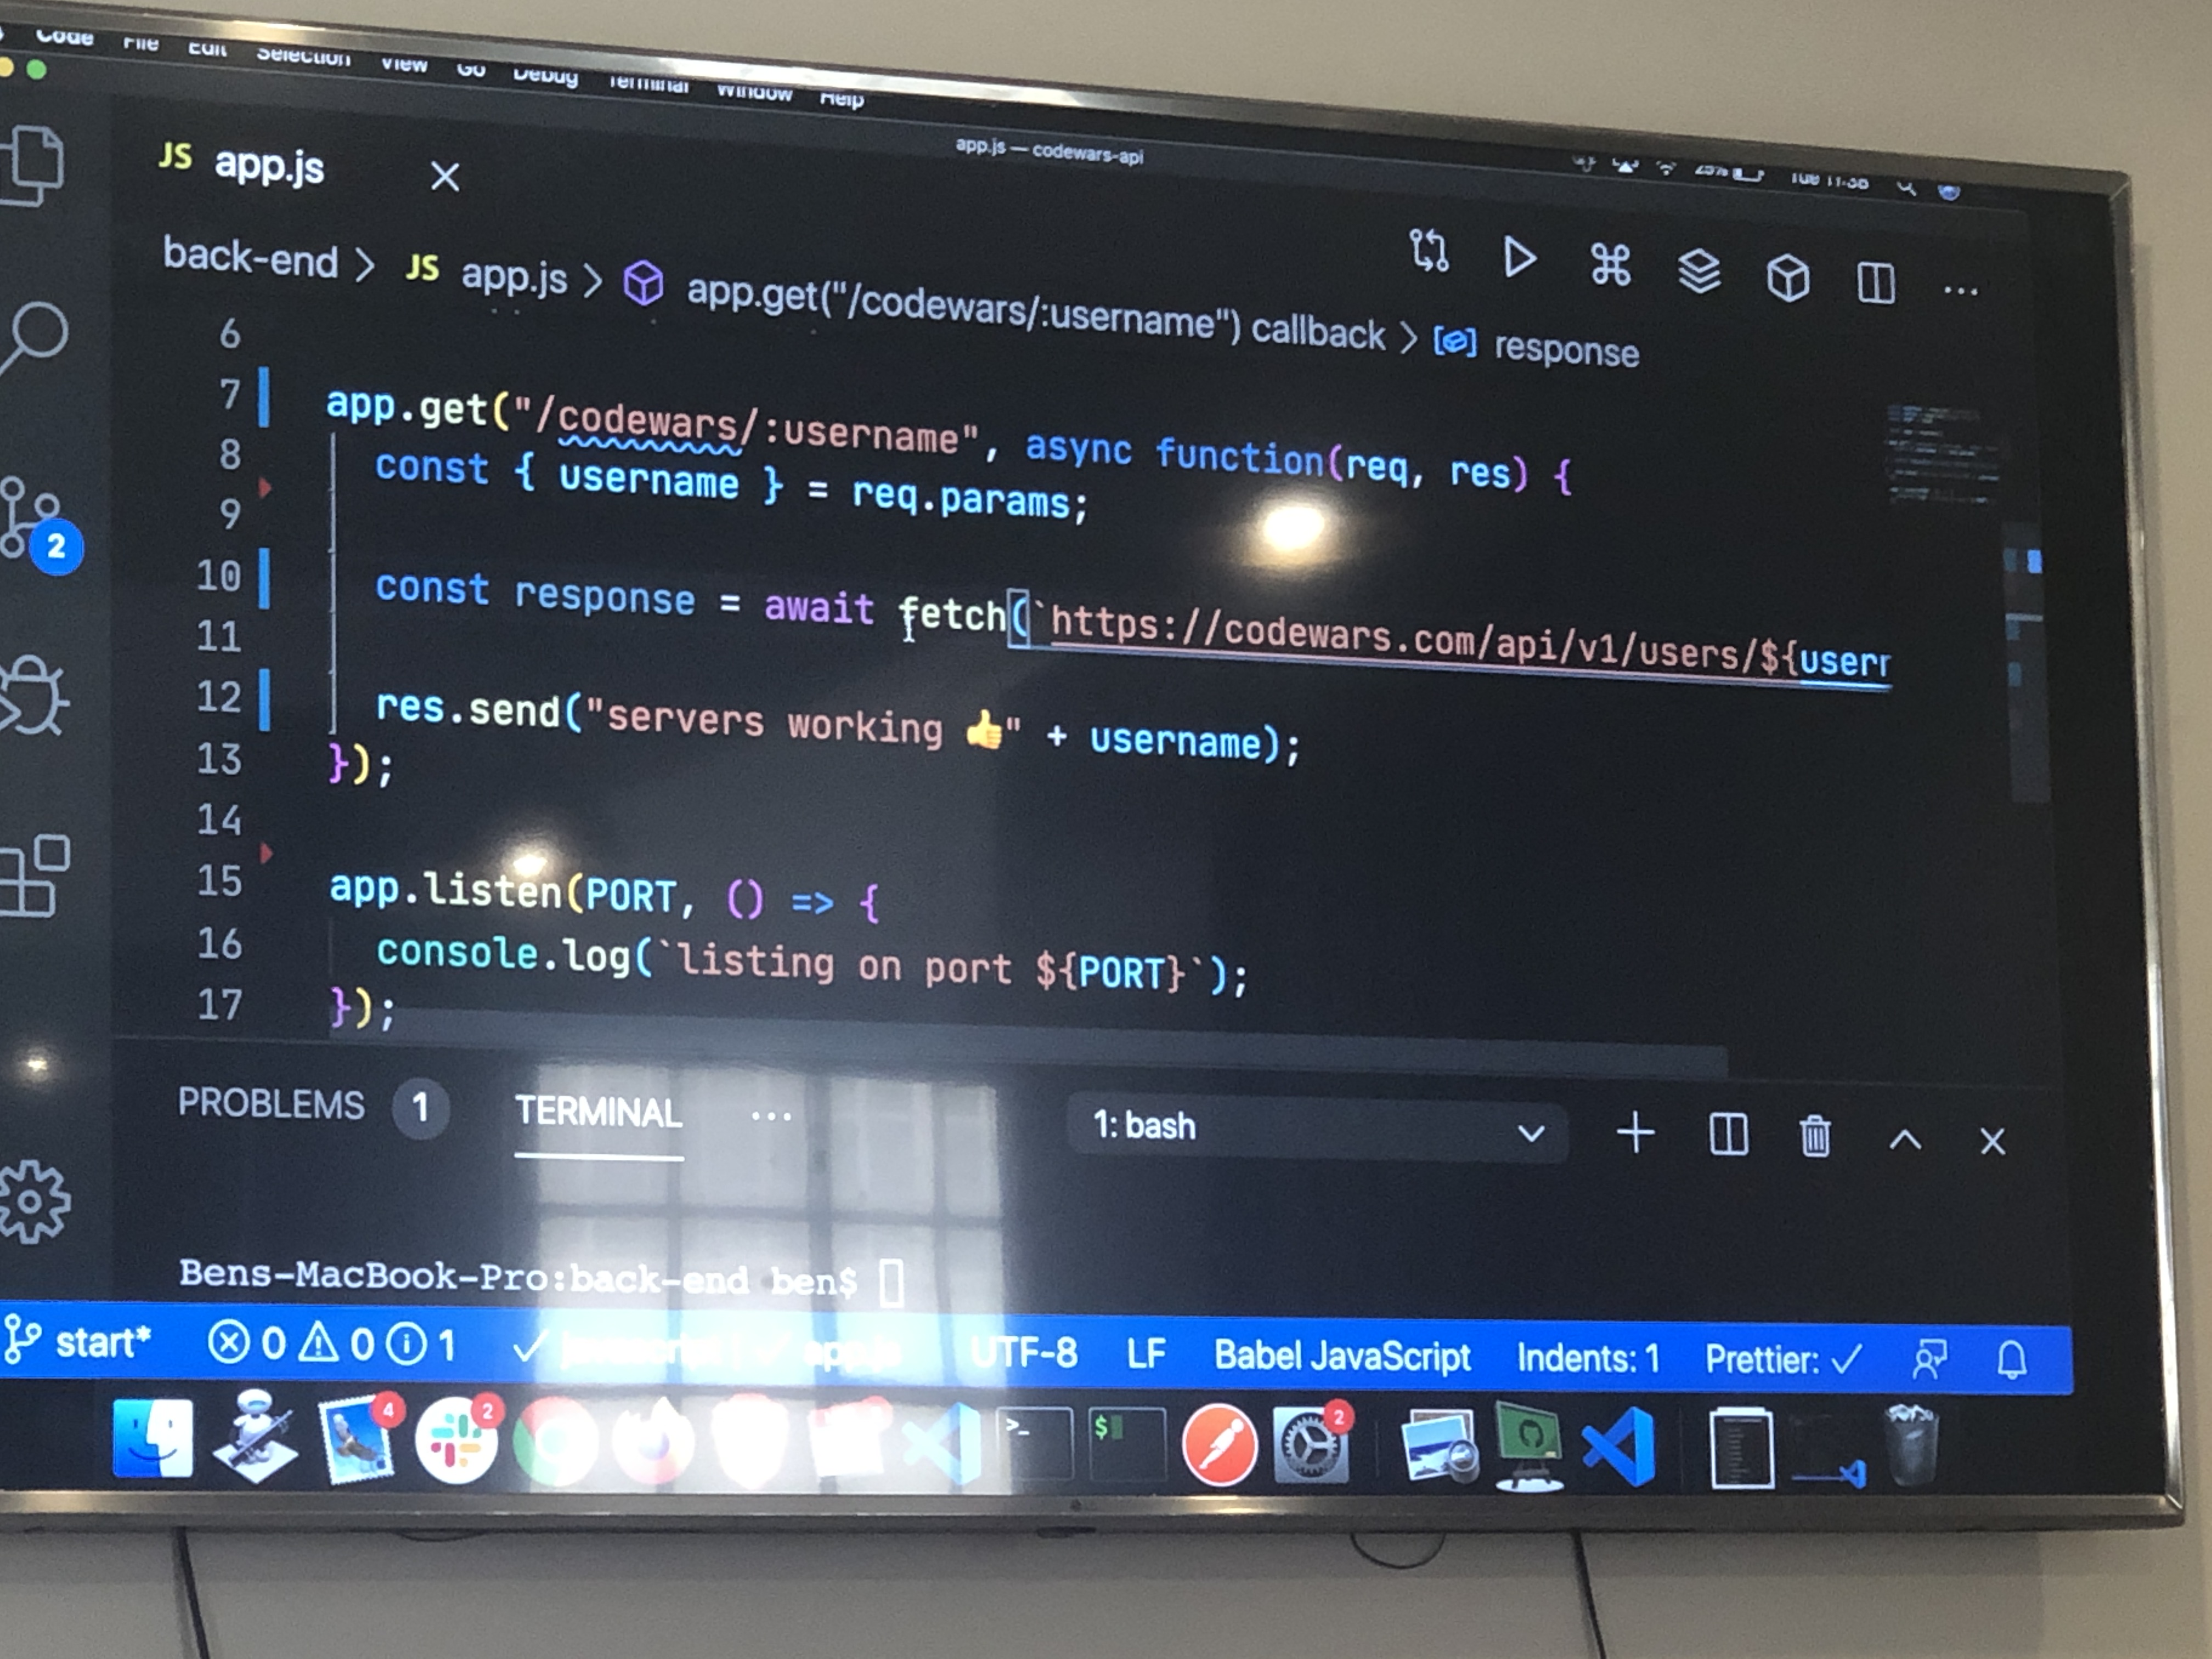 Code File Edit Selection View Go Debug Terminal Window Help
app.js — codewars-api
25% Tue 11:38
JS app.js
back-end > JS app.js > app.get("/codewars/:username") callback > response
6
7 app.get("/codewars/:username", async function(req, res) {
8 const { username } = req.params;
9
10 const response = await fetch(`https://codewars.com/api/v1/users/${userr
11
12 res.send("servers working 👍" + username);
13 });
14
15 app.listen(PORT, () => {
16 console.log(`listing on port ${PORT}`);
17 });
2
PROBLEMS 1 TERMINAL ... 1: bash
Bens-MacBook-Pro:back-end ben$
start* 0 0 1 javascript | app.js UTF-8 LF Babel JavaScript Indents: 1 Prettier: ✓
4 2 >_ $ 2